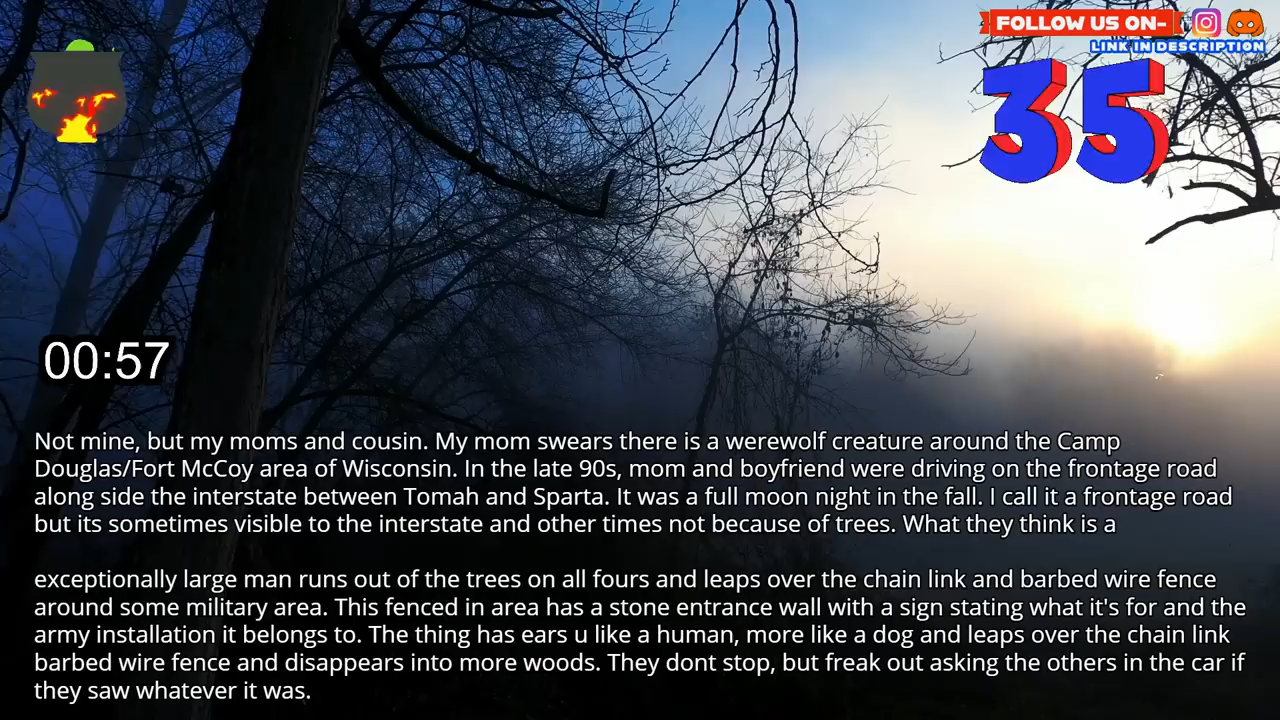 FOLLOW US ON-
LINK IN DESCRIPTION
35
00:57
Not mine, but my moms and cousin. My mom swears there is a werewolf creature around the Camp
Douglas/Fort McCoy area of Wisconsin. In the late 90s, mom and boyfriend were driving on the frontage road
along side the interstate between Tomah and Sparta. It was a full moon night in the fall. I call it a frontage road
but its sometimes visible to the interstate and other times not because of trees. What they think is a
exceptionally large man runs out of the trees on all fours and leaps over the chain link and barbed wire fence
around some military area. This fenced in area has a stone entrance wall with a sign stating what it's for and the
army installation it belongs to. The thing has ears u like a human, more like a dog and leaps over the chain link
barbed wire fence and disappears into more woods. They dont stop, but freak out asking the others in the car if
they saw whatever it was.